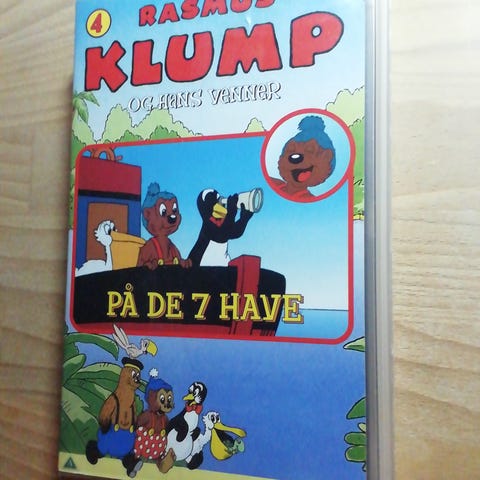 4
RASMUS
KLUMP
OG HANS VENNER
PÅ DE 7 HAVE